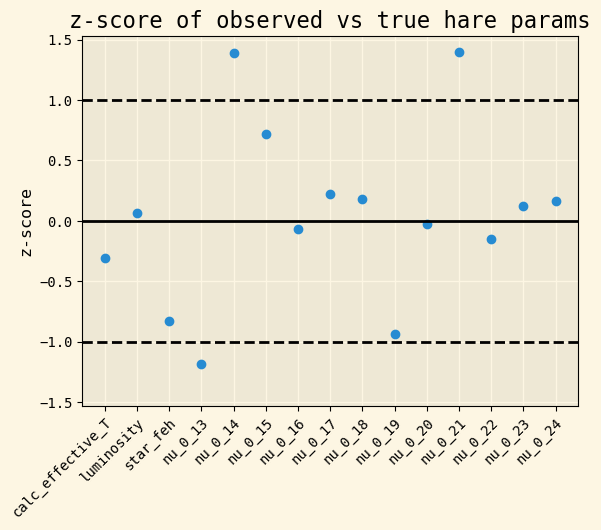 z-score of observed vs true hare params
z-score
1.5
1.0
0.5
0.0
−0.5
−1.0
−1.5
calc_effective_T
luminosity
star_feh
nu_0_13
nu_0_14
nu_0_15
nu_0_16
nu_0_17
nu_0_18
nu_0_19
nu_0_20
nu_0_21
nu_0_22
nu_0_23
nu_0_24